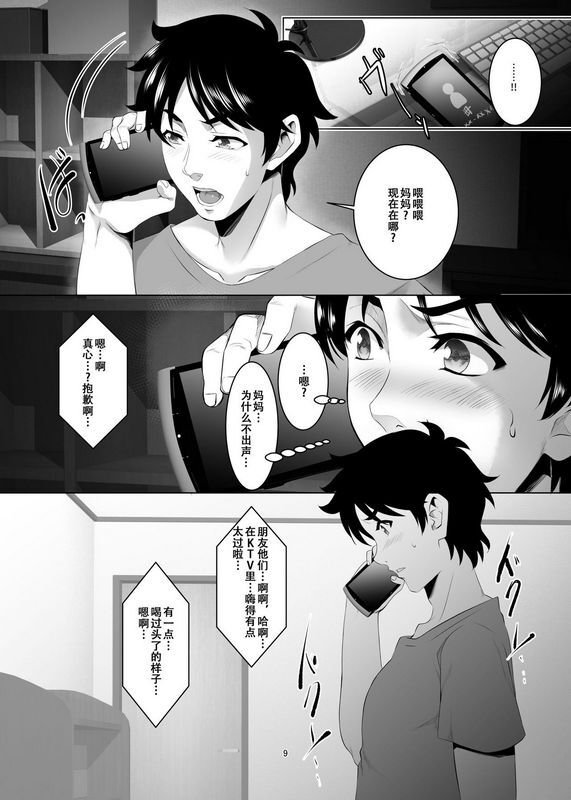 ……!!
喂喂喂
妈妈?
现在在哪?
…嗯?
妈妈…
为什么不出声…
嗯…啊
真心…?抱歉啊…
朋友他们…啊啊,哈啊…
在KTV里…嗨得有点
太过啦…
有一点…
喝过头了的样子…
嗯啊…
9